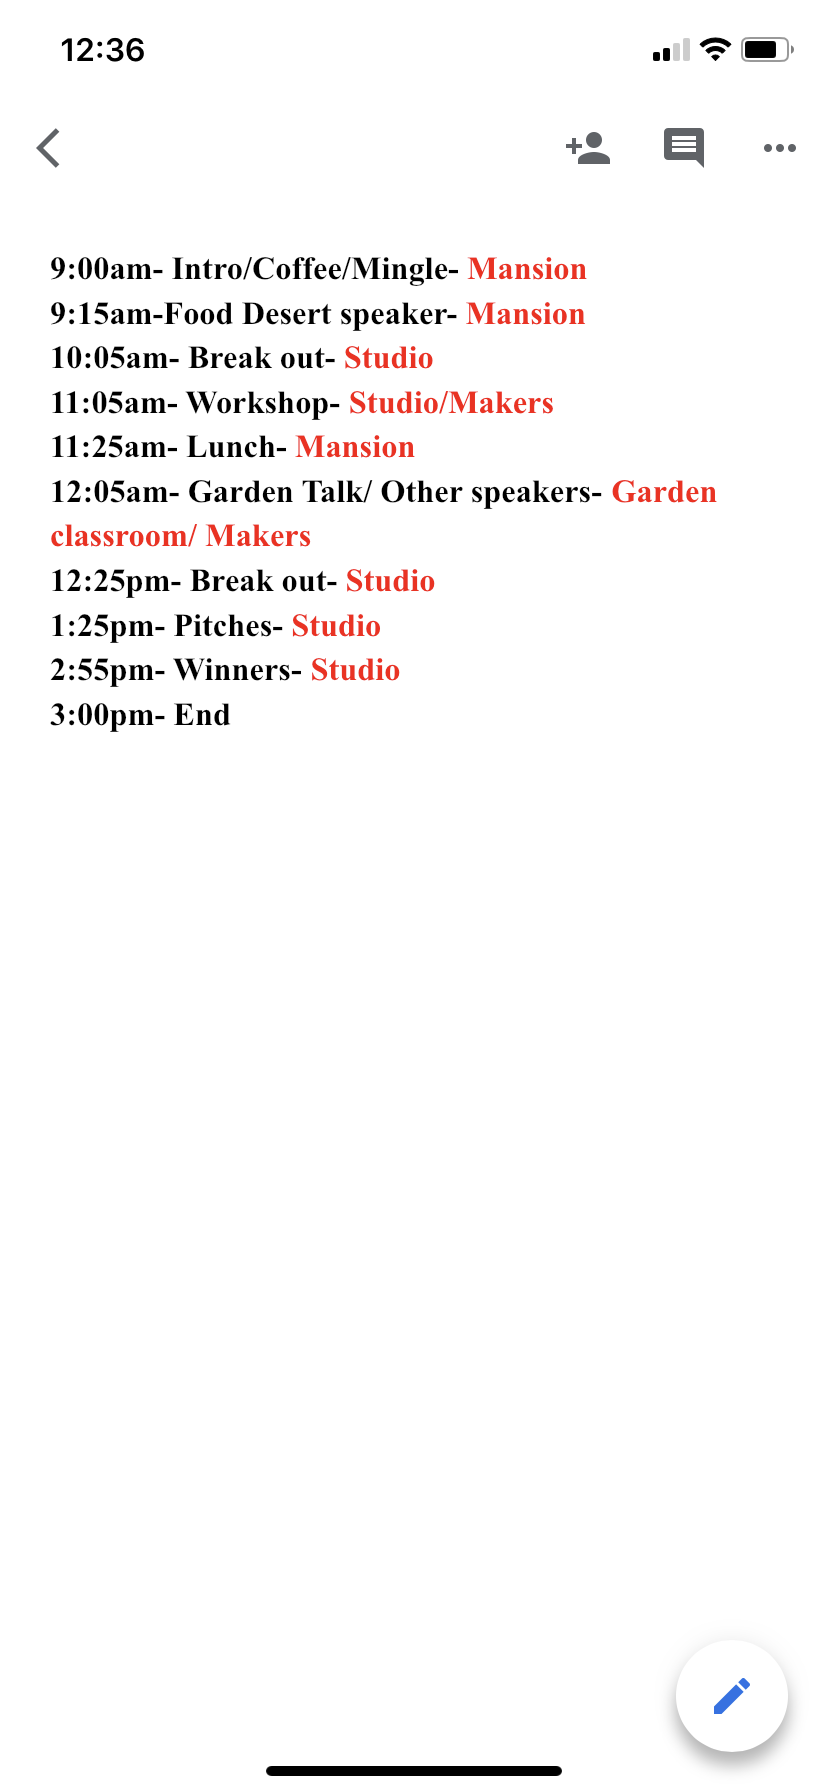 12:36
9:00am- Intro/Coffee/Mingle- Mansion
9:15am-Food Desert speaker- Mansion
10:05am- Break out- Studio
11:05am- Workshop- Studio/Makers
11:25am- Lunch- Mansion
12:05am- Garden Talk/ Other speakers- Garden
classroom/ Makers
12:25pm- Break out- Studio
1:25pm- Pitches- Studio
2:55pm- Winners- Studio
3:00pm- End